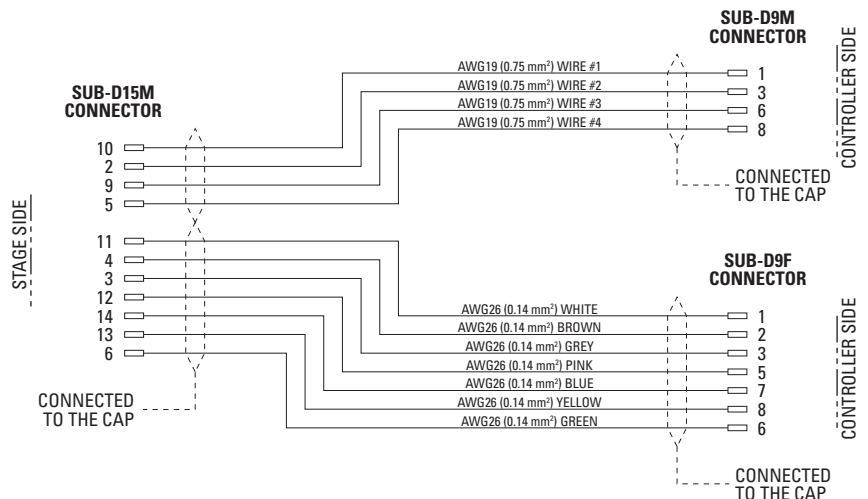 SUB-D9M
CONNECTOR
CONTROLLER SIDE
AWG19 (0.75 mm²) WIRE #1
1
AWG19 (0.75 mm²) WIRE #2
3
AWG19 (0.75 mm²) WIRE #3
6
AWG19 (0.75 mm²) WIRE #4
8
CONNECTED
TO THE CAP
SUB-D15M
CONNECTOR
STAGE SIDE
10
2
9
5
11
4
3
12
14
13
6
CONNECTED
TO THE CAP
SUB-D9F
CONNECTOR
CONTROLLER SIDE
AWG26 (0.14 mm²) WHITE
1
AWG26 (0.14 mm²) BROWN
2
AWG26 (0.14 mm²) GREY
3
AWG26 (0.14 mm²) PINK
5
AWG26 (0.14 mm²) BLUE
7
AWG26 (0.14 mm²) YELLOW
8
AWG26 (0.14 mm²) GREEN
6
CONNECTED
TO THE CAP